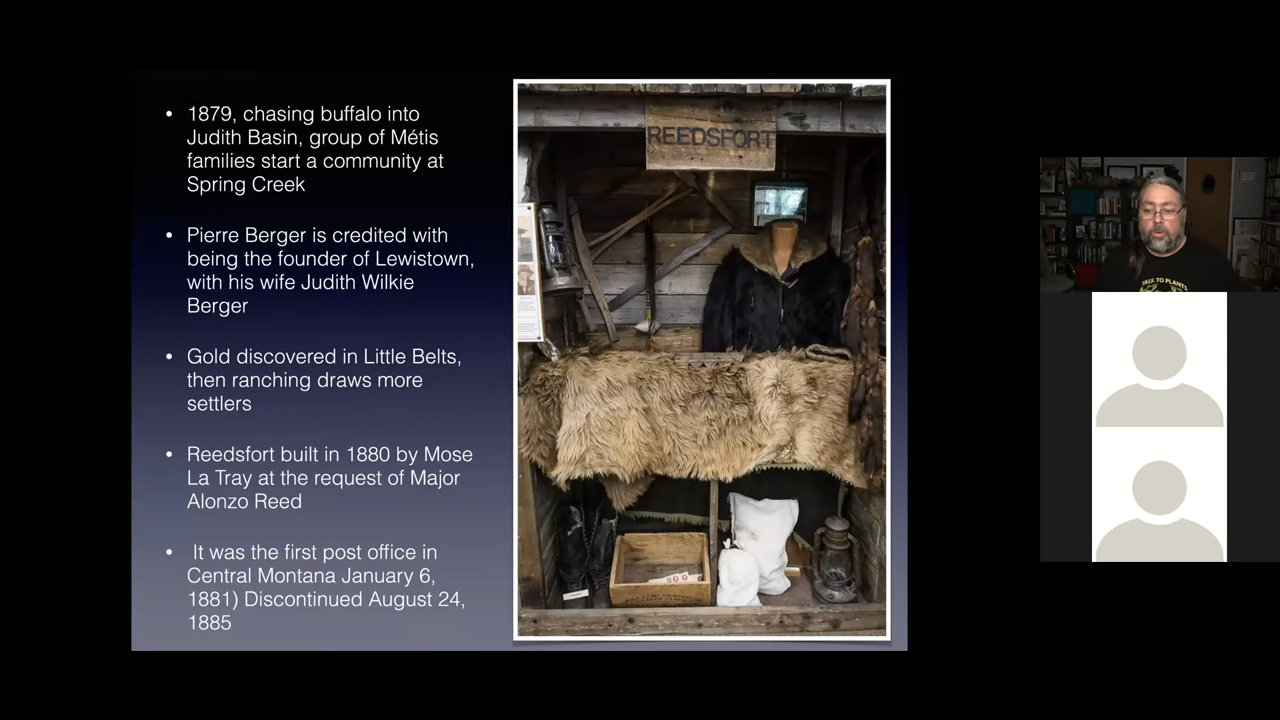 • 1879, chasing buffalo into
Judith Basin, group of Métis
families start a community at
Spring Creek
• Pierre Berger is credited with
being the founder of Lewistown,
with his wife Judith Wilkie
Berger
• Gold discovered in Little Belts,
then ranching draws more
settlers
• Reedsfort built in 1880 by Mose
La Tray at the request of Major
Alonzo Reed
• It was the first post office in
Central Montana January 6,
1881) Discontinued August 24,
1885
REEDSFORT
TALK TO PLANTS